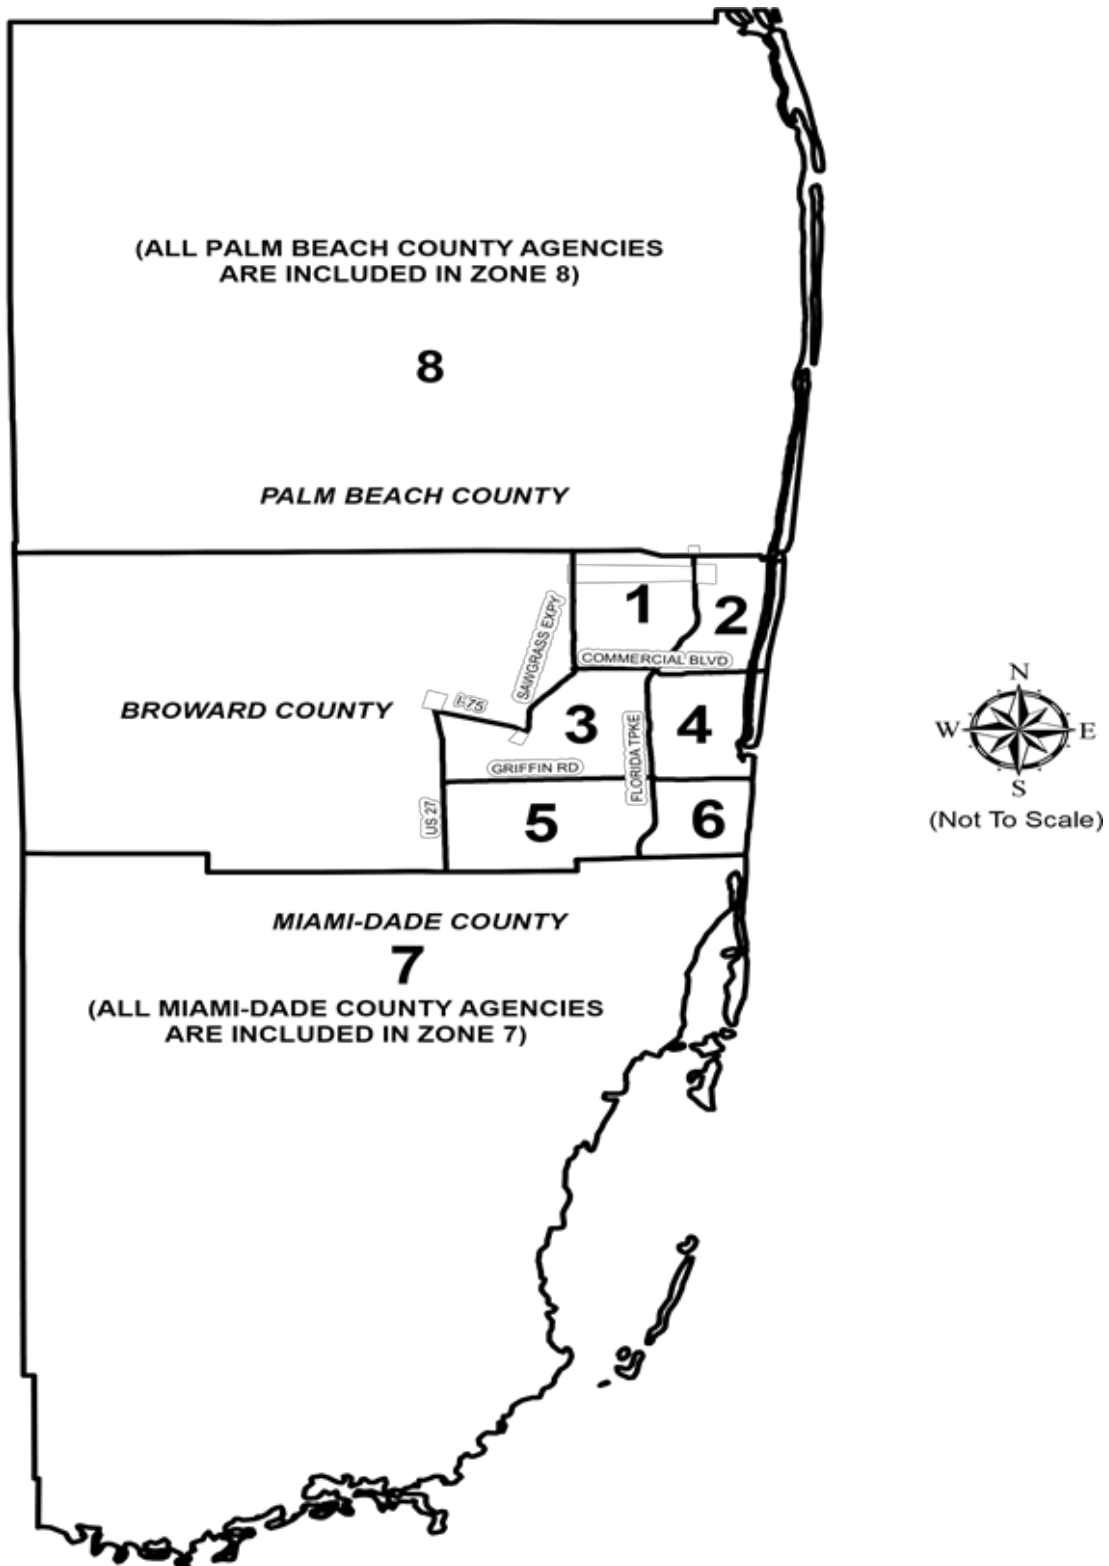 (ALL PALM BEACH COUNTY AGENCIES
ARE INCLUDED IN ZONE 8)
8
PALM BEACH COUNTY
1
2
SAWGRASS EXPY
COMMERCIAL BLVD
BROWARD COUNTY
I-75
3
4
FLORIDA TPKE
GRIFFIN RD
US 27
5
6
N
W
E
S
(Not To Scale)
MIAMI-DADE COUNTY
7
(ALL MIAMI-DADE COUNTY AGENCIES
ARE INCLUDED IN ZONE 7)